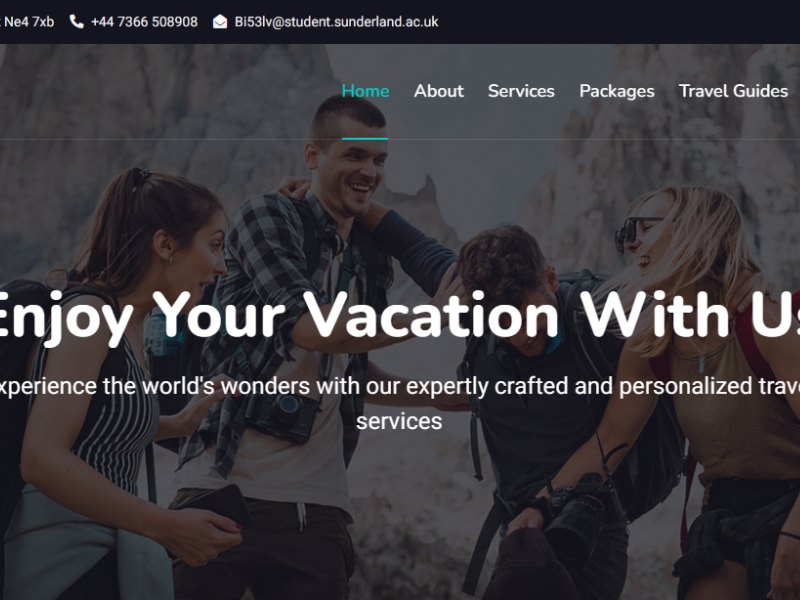 Ne4 7xb +44 7366 508908 Bi53lv@student.sunderland.ac.uk
Home About Services Packages Travel Guides
Enjoy Your Vacation With Us
xperience the world's wonders with our expertly crafted and personalized trave
services